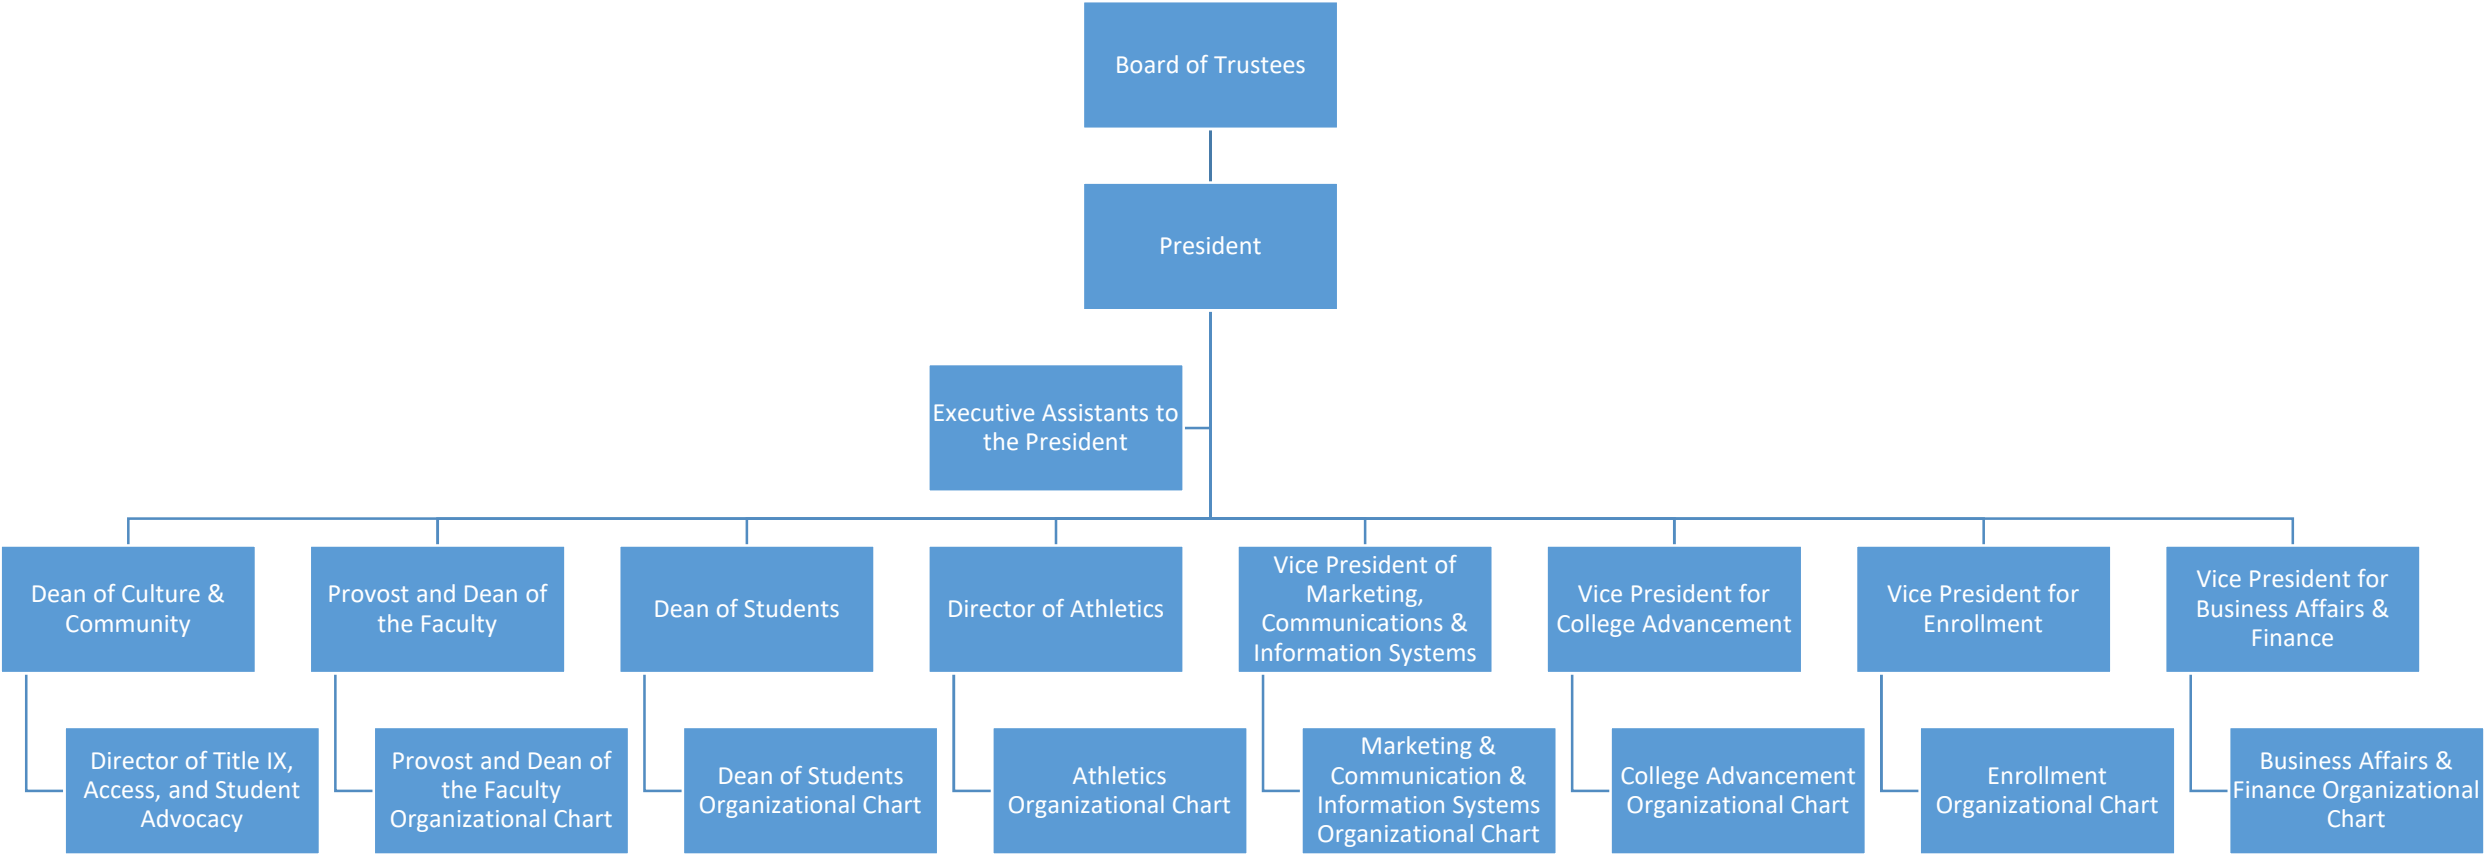 Board of Trustees
President
Executive Assistants to
the President
Dean of Culture &
Community
Provost and Dean of
the Faculty
Dean of Students
Director of Athletics
Vice President of
Marketing,
Communications &
Information Systems
Vice President for
College Advancement
Vice President for
Enrollment
Vice President for
Business Affairs &
Finance
Director of Title IX,
Access, and Student
Advocacy
Provost and Dean of
the Faculty
Organizational Chart
Dean of Students
Organizational Chart
Athletics
Organizational Chart
Marketing &
Communication &
Information Systems
Organizational Chart
College Advancement
Organizational Chart
Enrollment
Organizational Chart
Business Affairs &
Finance Organizational
Chart